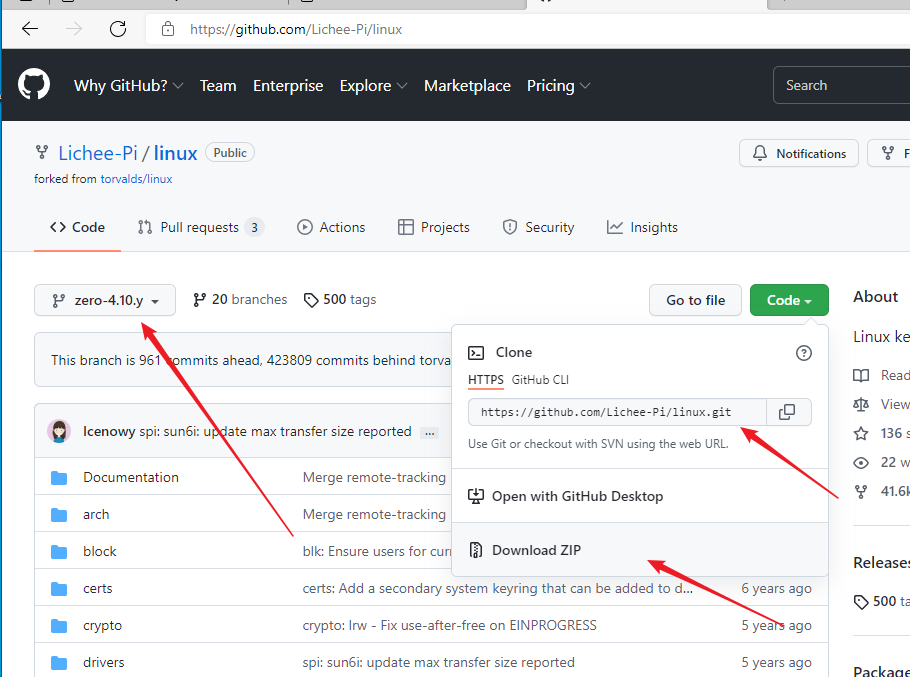 https://github.com/Lichee-Pi/linux
Why GitHub? Team Enterprise Explore Marketplace Pricing Search
Lichee-Pi / linux Public Notifications F
forked from torvalds/linux
Code Pull requests 3 Actions Projects Security Insights
zero-4.10.y 20 branches 500 tags Go to file Code About
This branch is 961 commits ahead, 423809 commits behind torva
Linux ke
Clone
HTTPS GitHub CLI
https://github.com/Lichee-Pi/linux.git
Use Git or checkout with SVN using the web URL.
Open with GitHub Desktop
Download ZIP
Read
View
136 s
22 w
41.6k
Icenowy spi: sun6i: update max transfer size reported ...
Documentation Merge remote-tracking
arch Merge remote-tracking
block blk: Ensure users for curr
certs certs: Add a secondary system keyring that can be added to d... 6 years ago
crypto crypto: lrw - Fix use-after-free on EINPROGRESS 5 years ago
drivers spi: sun6i: update max transfer size reported 5 years ago
Releases
500 ta
Package